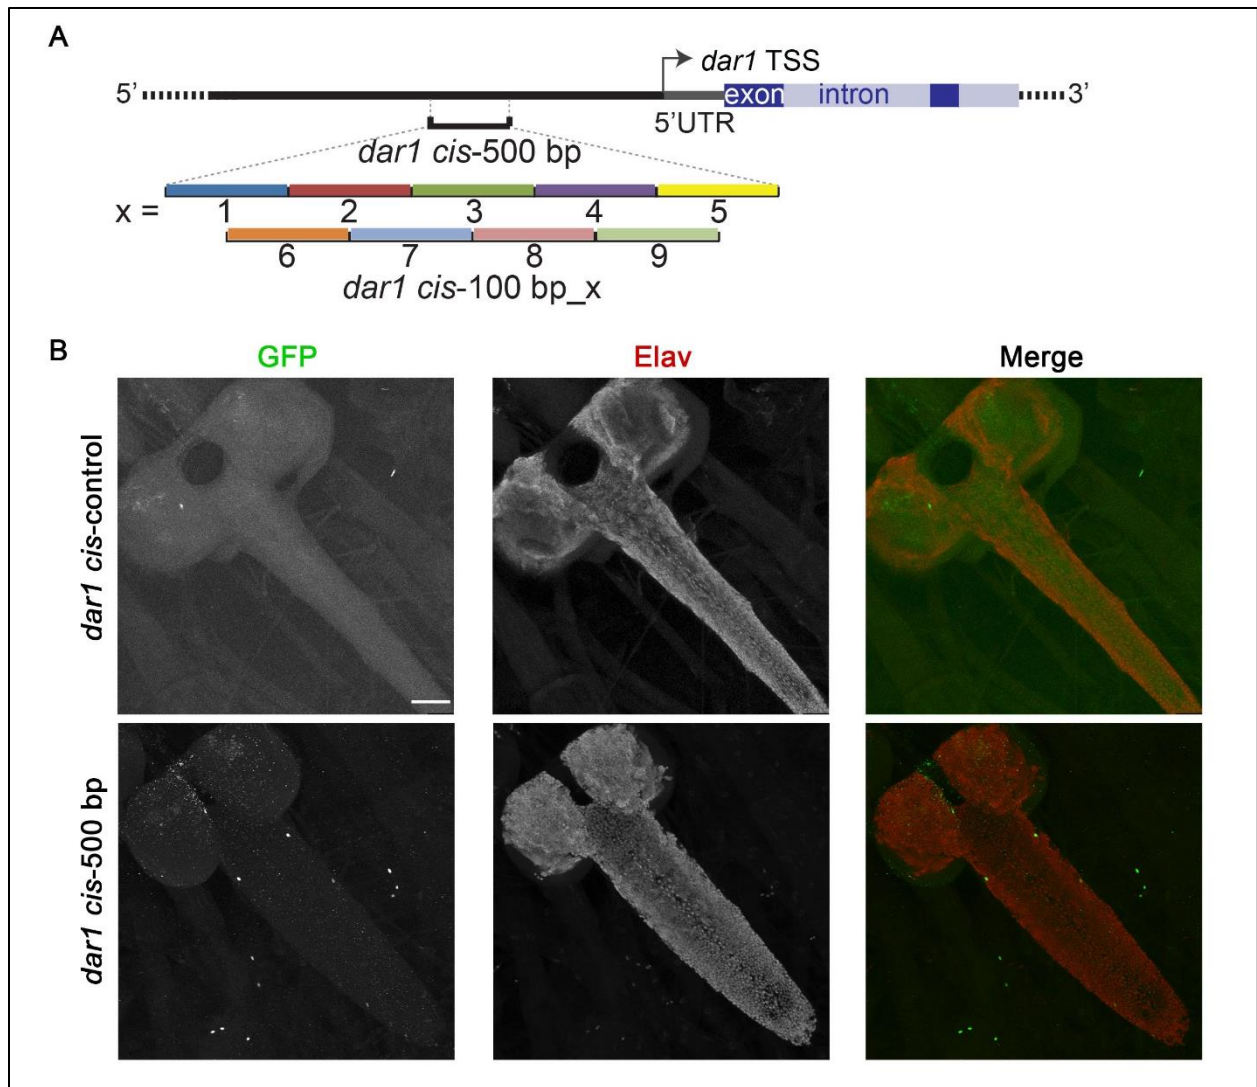 A
dar1 TSS
5’ exon intron 3’
5’UTR
dar1 cis-500 bp
x = 1 2 3 4 5
6 7 8 9
dar1 cis-100 bp_x
B
GFP Elav Merge
dar1 cis-control
dar1 cis-500 bp